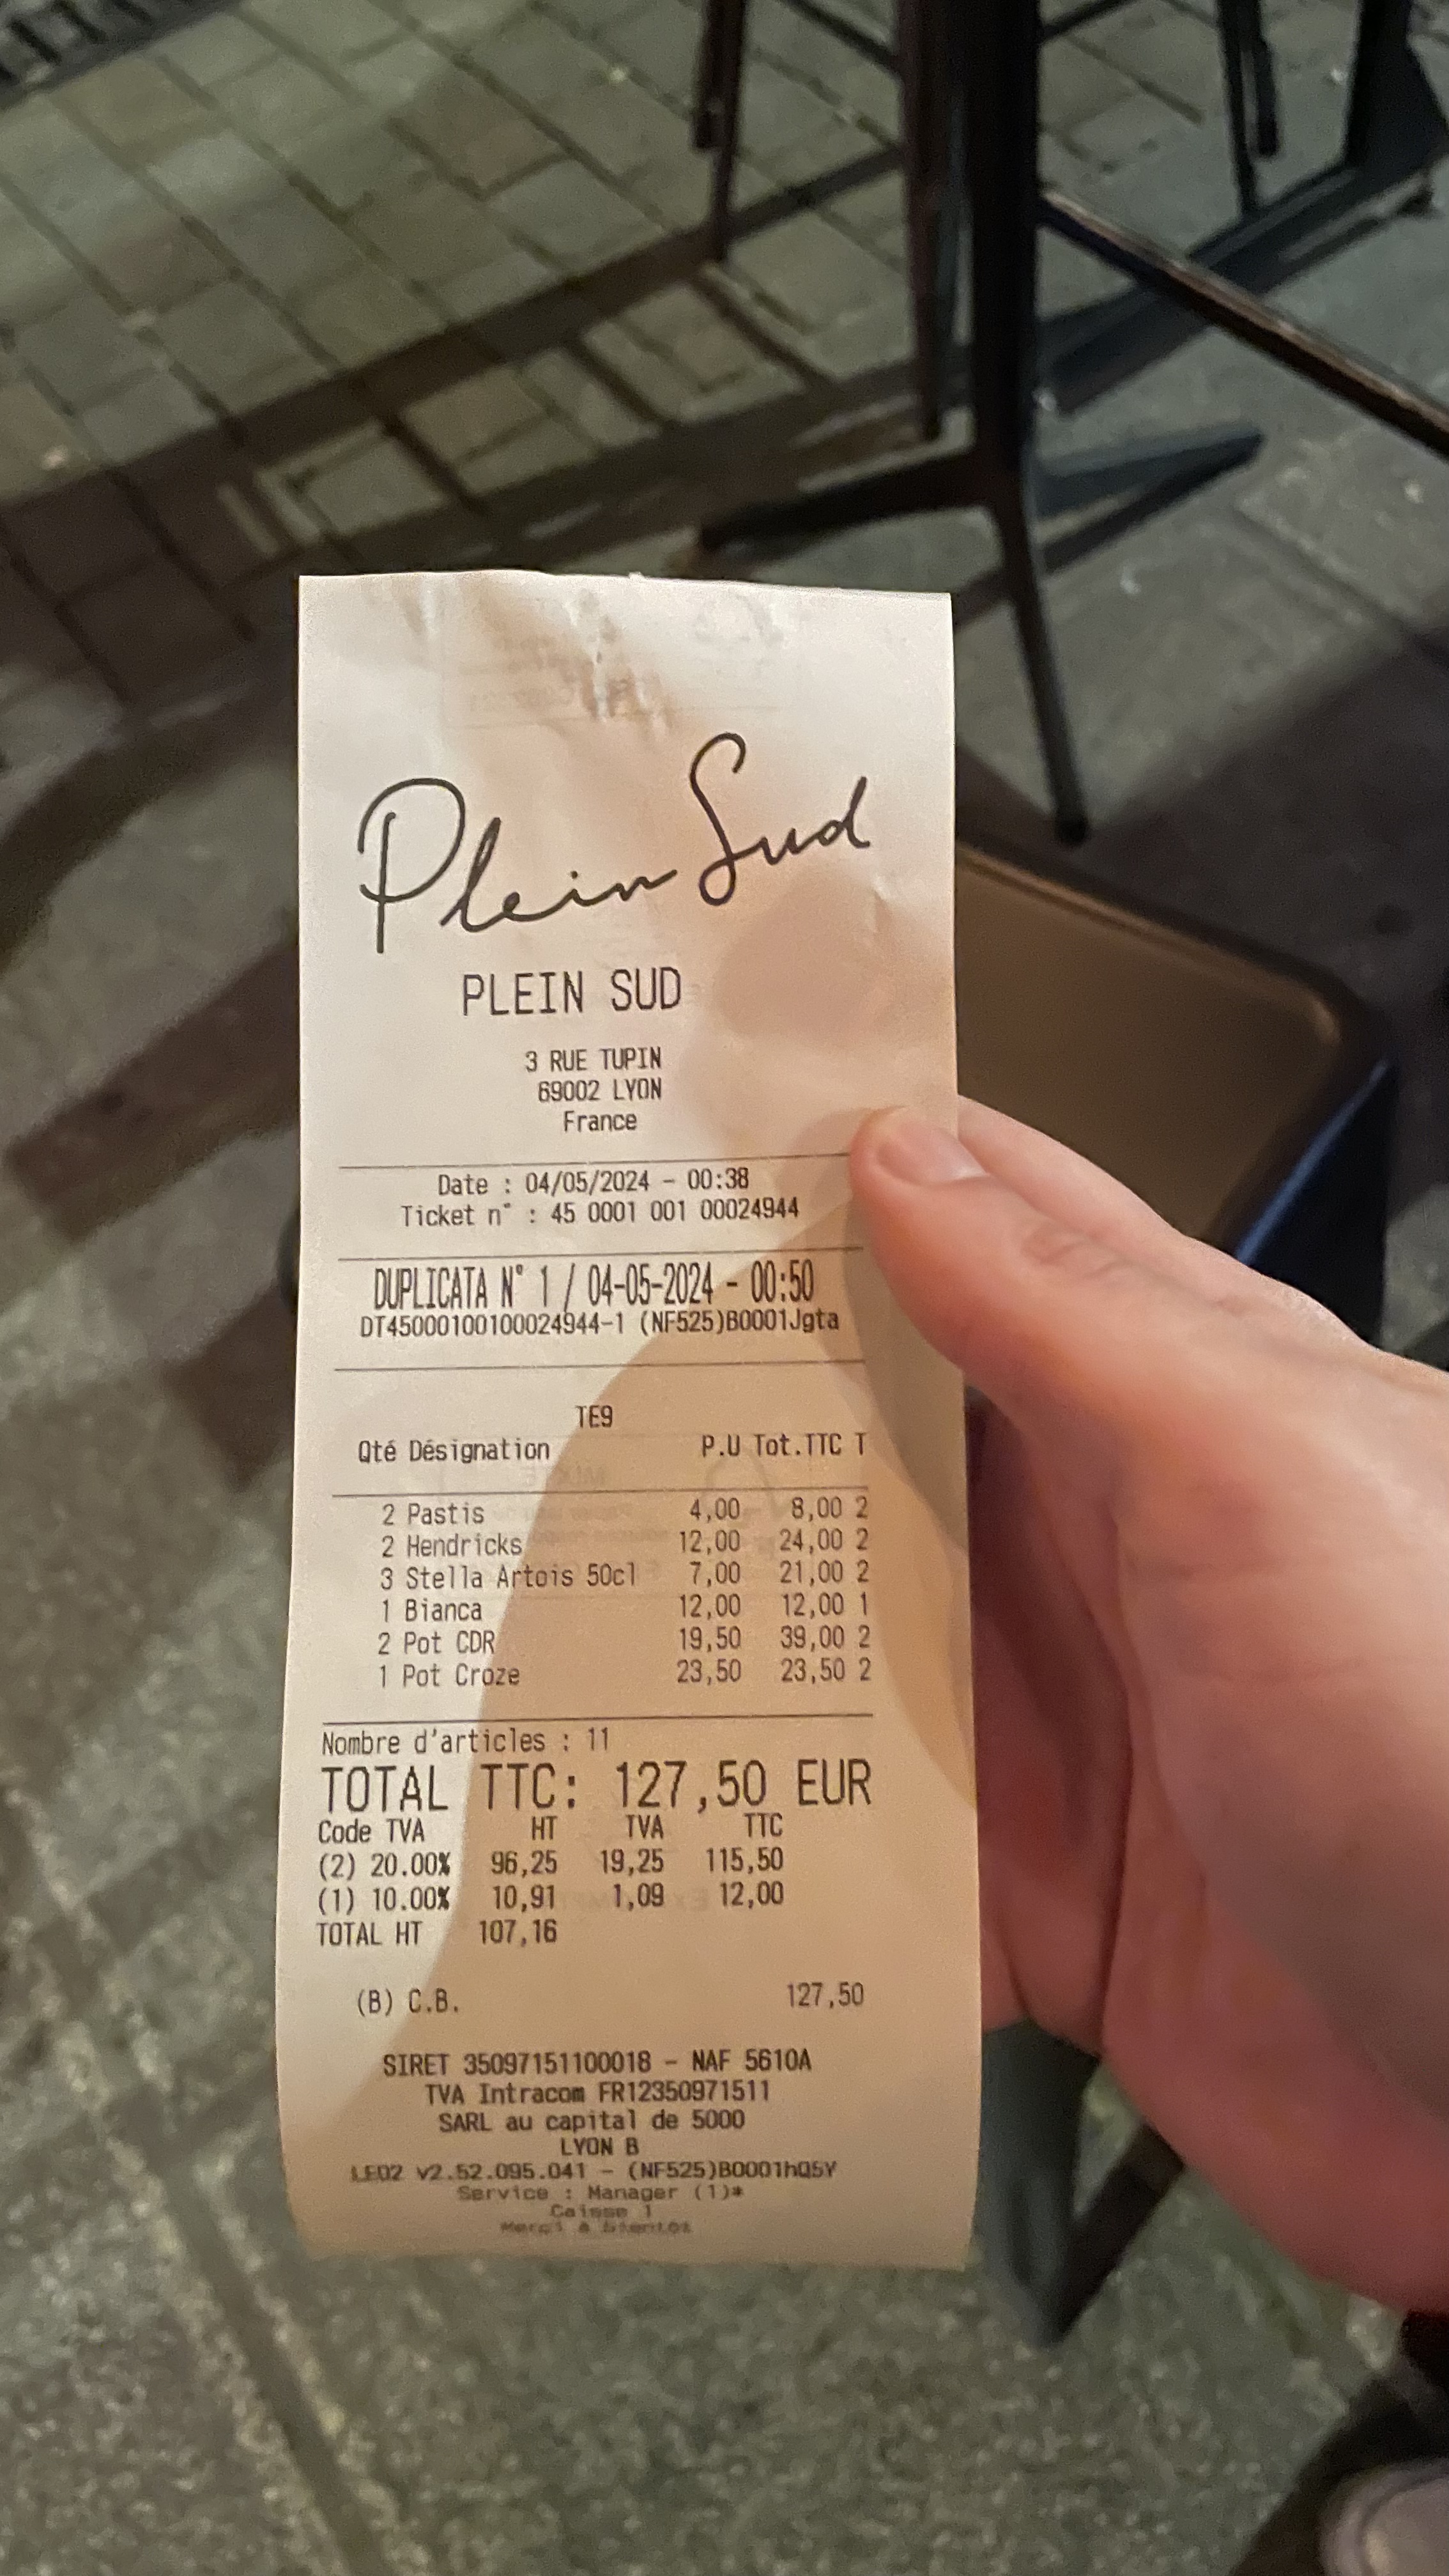 Plein Sud
PLEIN SUD
3 RUE TUPIN
69002 LYON
France
Date : 04/05/2024 - 00:38
Ticket n° : 45 0001 001 00024944
DUPLICATA N° 1 / 04-05-2024 - 00:50
DT45000100100024944-1 (NF525)B0001Jgta
TE9
Qté Désignation P.U Tot.TTC T
2 Pastis 4,00 8,00 2
2 Hendricks 12,00 24,00 2
3 Stella Artois 50cl 7,00 21,00 2
1 Bianca 12,00 12,00 1
2 Pot CDR 19,50 39,00 2
1 Pot Croze 23,50 23,50 2
Nombre d'articles : 11
TOTAL TTC: 127,50 EUR
Code TVA HT TVA TTC
(2) 20.00% 96,25 19,25 115,50
(1) 10.00% 10,91 1,09 12,00
TOTAL HT 107,16
(B) C.B. 127,50
SIRET 35097151100018 - NAF 5610A
TVA Intracom FR12350971511
SARL au capital de 5000
LYON B
LEO2 v2.52.095.041 - (NF525)B0001hQ5Y
Service : Manager (1)*
Caisse 1
Merci à bientôt